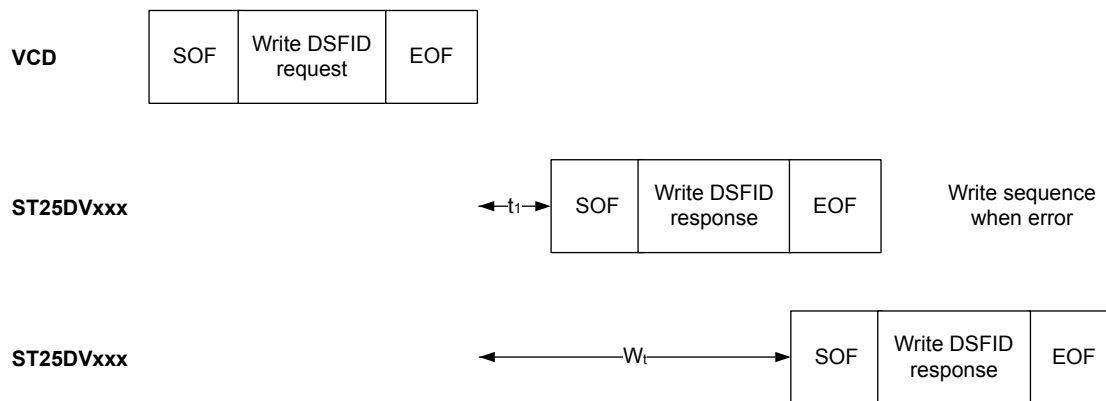 VCD
SOF
Write DSFID
request
EOF
ST25DVxxx
t1
SOF
Write DSFID
response
EOF
Write sequence
when error
ST25DVxxx
Wt
SOF
Write DSFID
response
EOF